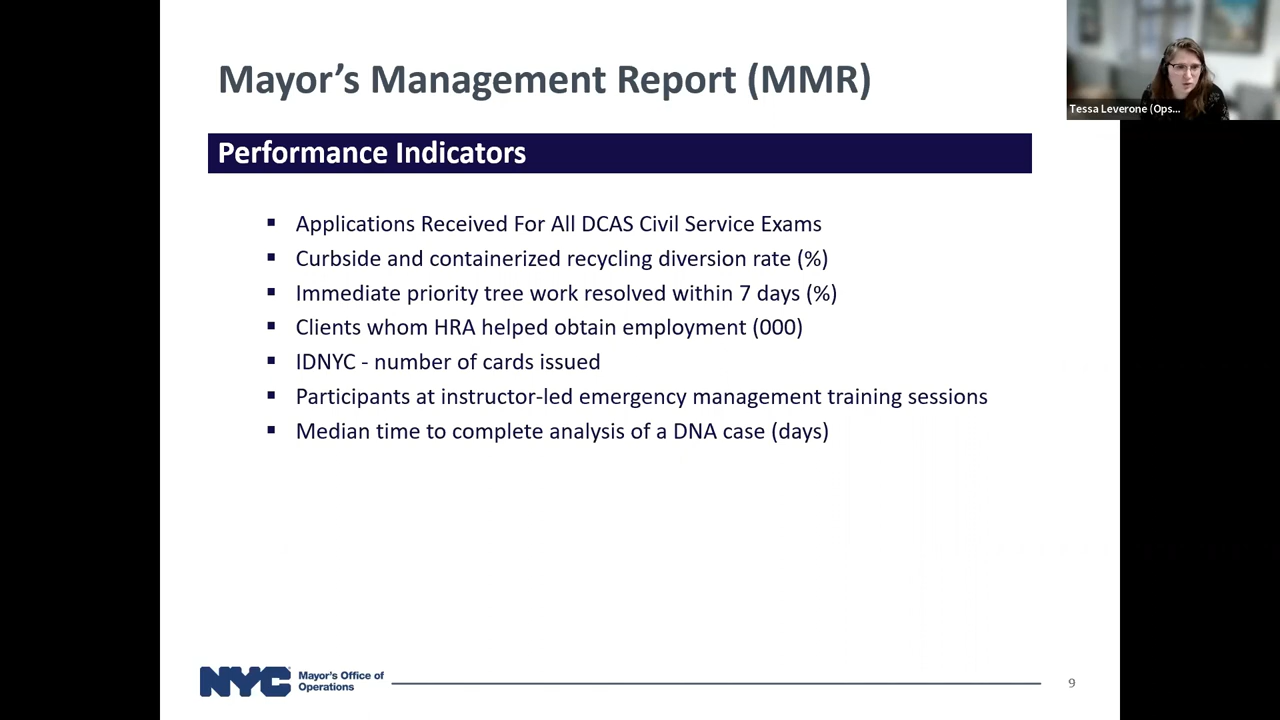 Mayor's Management Report (MMR)
Tessa Leverone (Ops...
Performance Indicators
▪ Applications Received For All DCAS Civil Service Exams
▪ Curbside and containerized recycling diversion rate (%)
▪ Immediate priority tree work resolved within 7 days (%)
▪ Clients whom HRA helped obtain employment (000)
▪ IDNYC - number of cards issued
▪ Participants at instructor-led emergency management training sessions
▪ Median time to complete analysis of a DNA case (days)
NYC Mayor's Office of
Operations
9